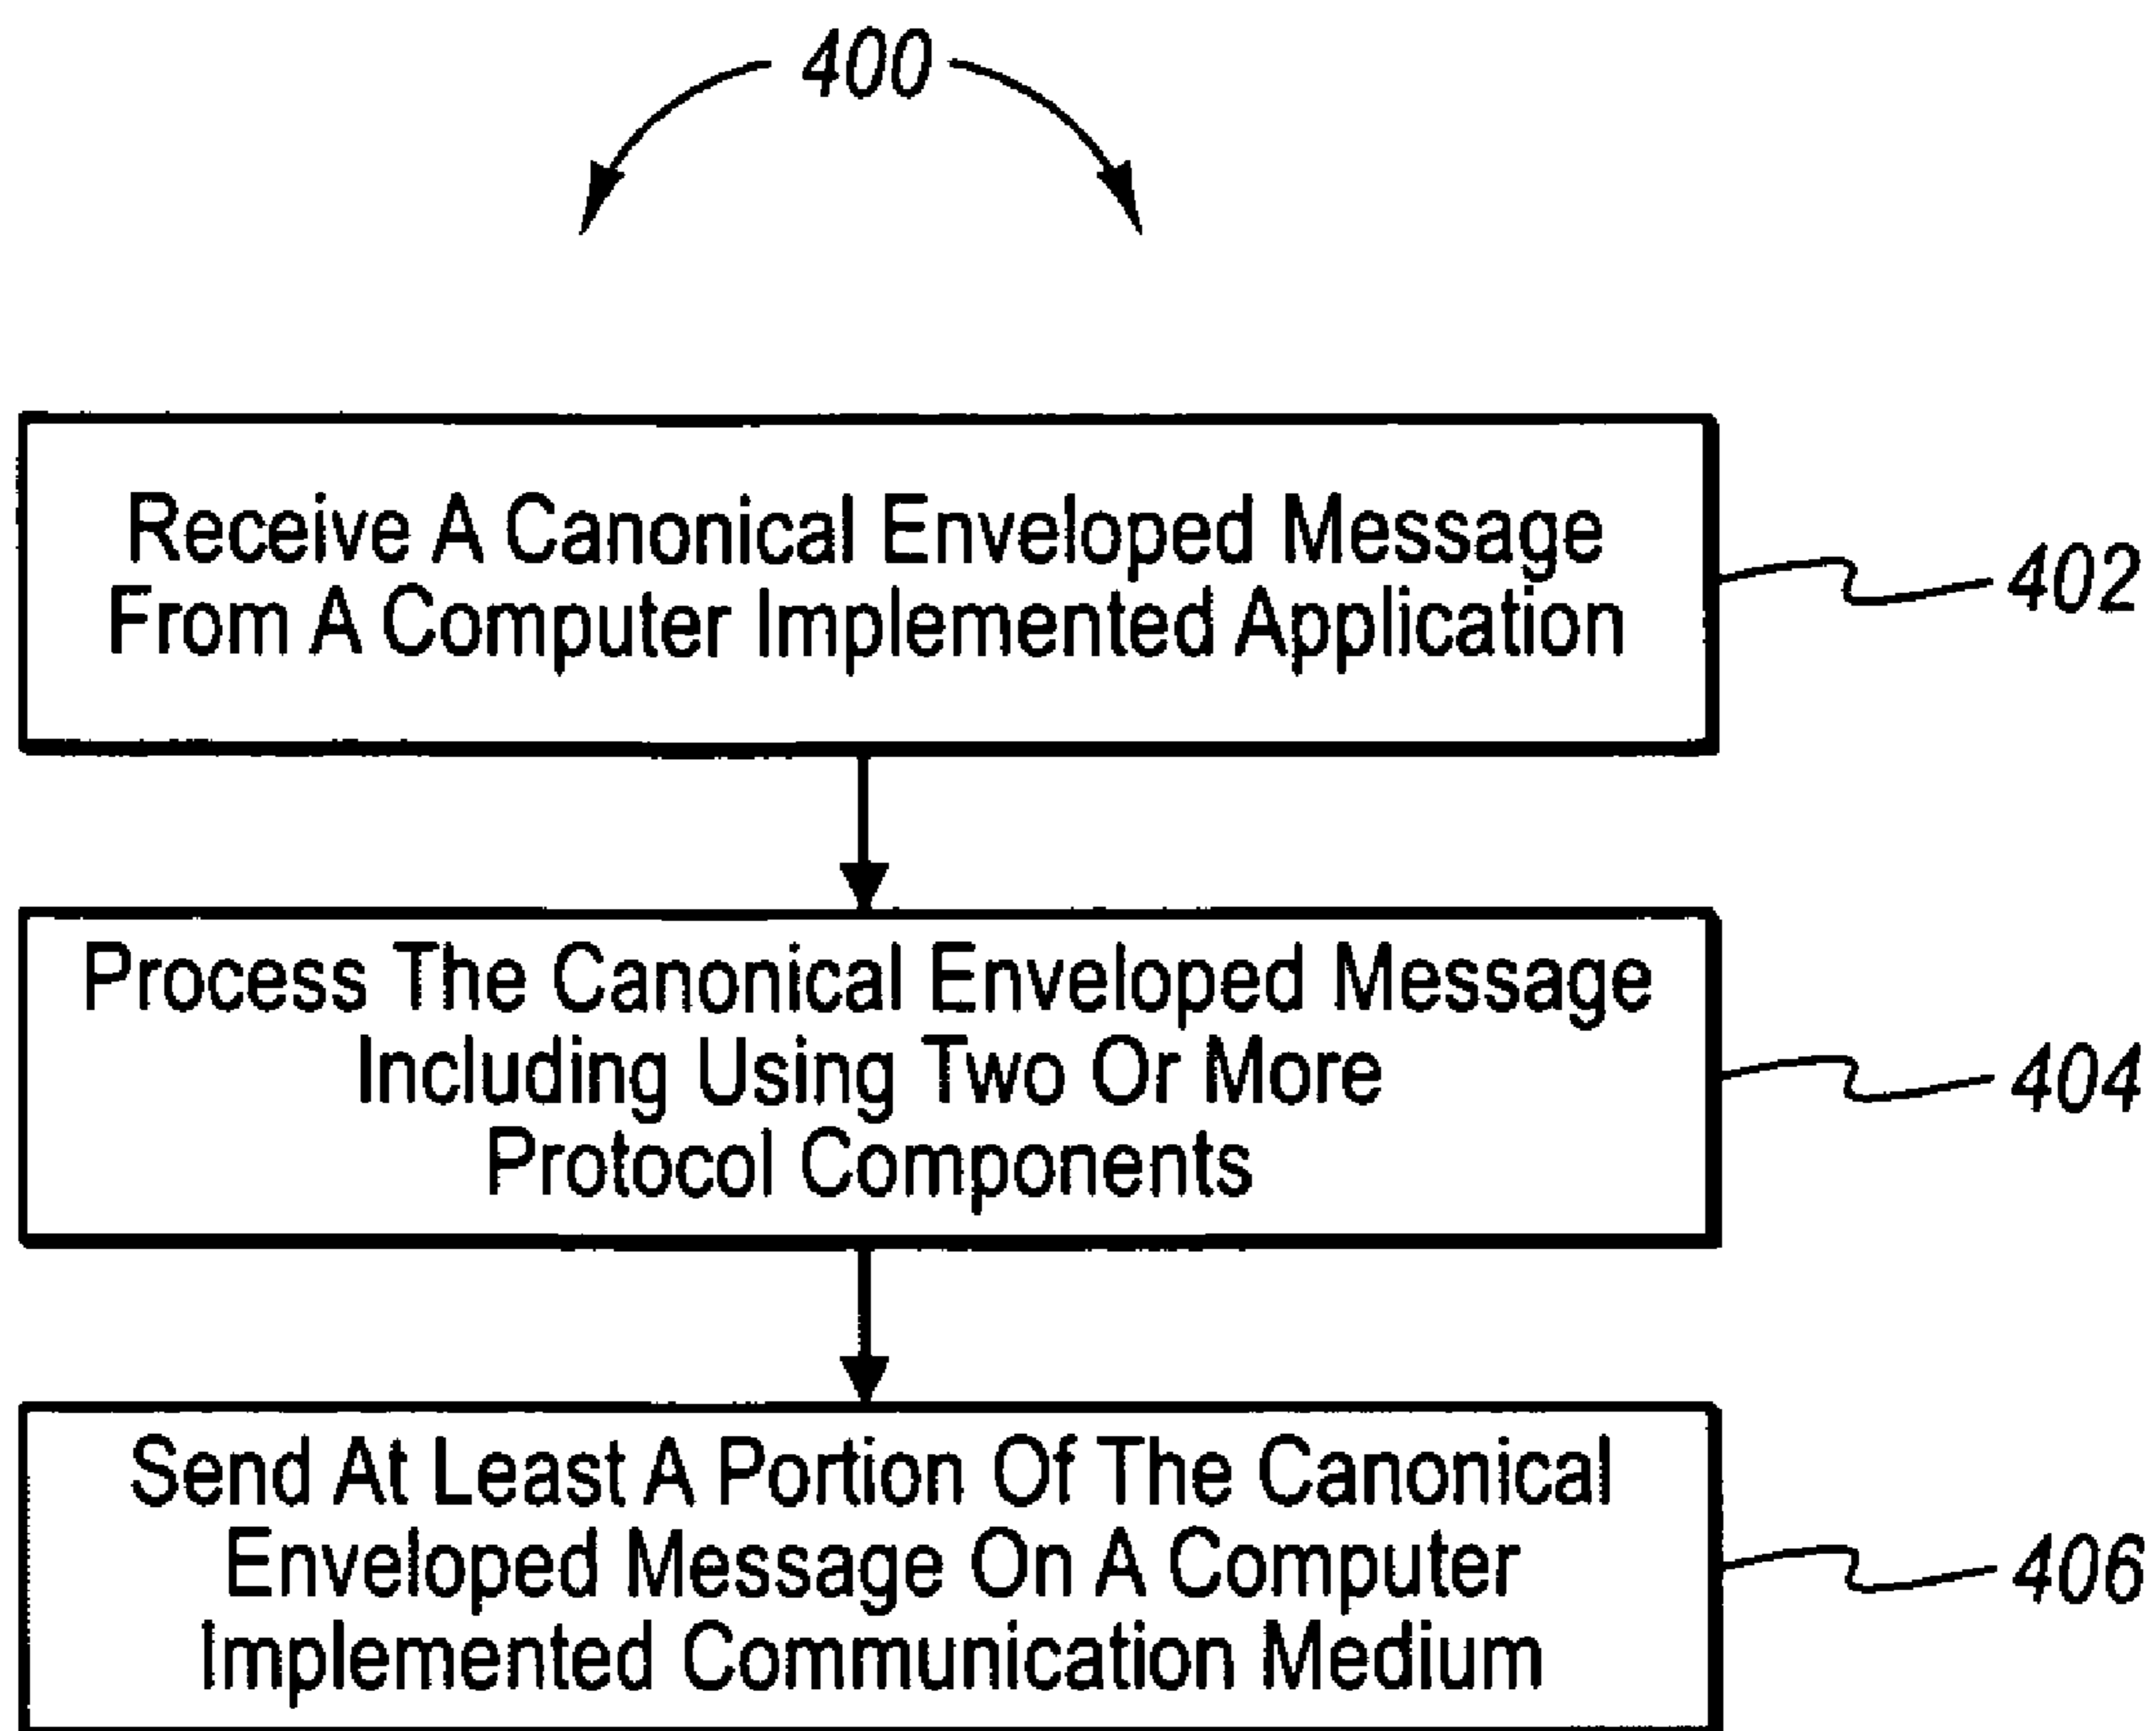 400
Receive A Canonical Enveloped Message
From A Computer Implemented Application
402
Process The Canonical Enveloped Message
Including Using Two Or More
Protocol Components
404
Send At Least A Portion Of The Canonical
Enveloped Message On A Computer
Implemented Communication Medium
406